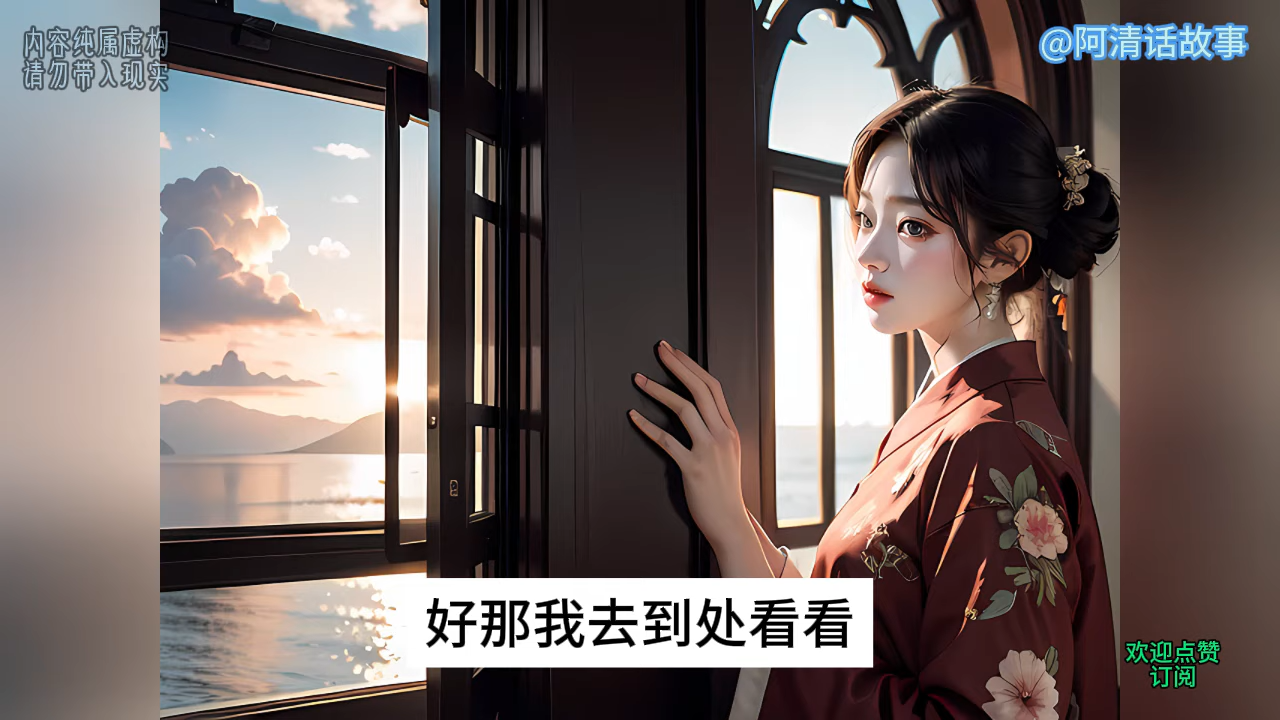 内容纯属虚构
请勿带入现实
@阿清话故事
好那我去到处看看
欢迎点赞
订阅